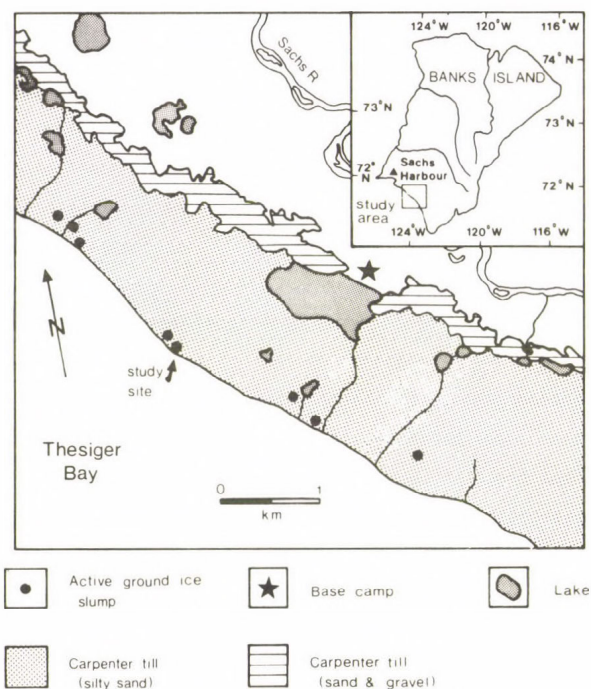 124°W 120°W 116°W
74°N
BANKS ISLAND
73°N 73°N
72°N
Sachs Harbour
72°N
study area
124°W 120°W 116°W
Sachs R
N
study site
Thesiger Bay
0 1
km
Active ground ice slump
Base camp
Lake
Carpenter till (silty sand)
Carpenter till (sand & gravel)